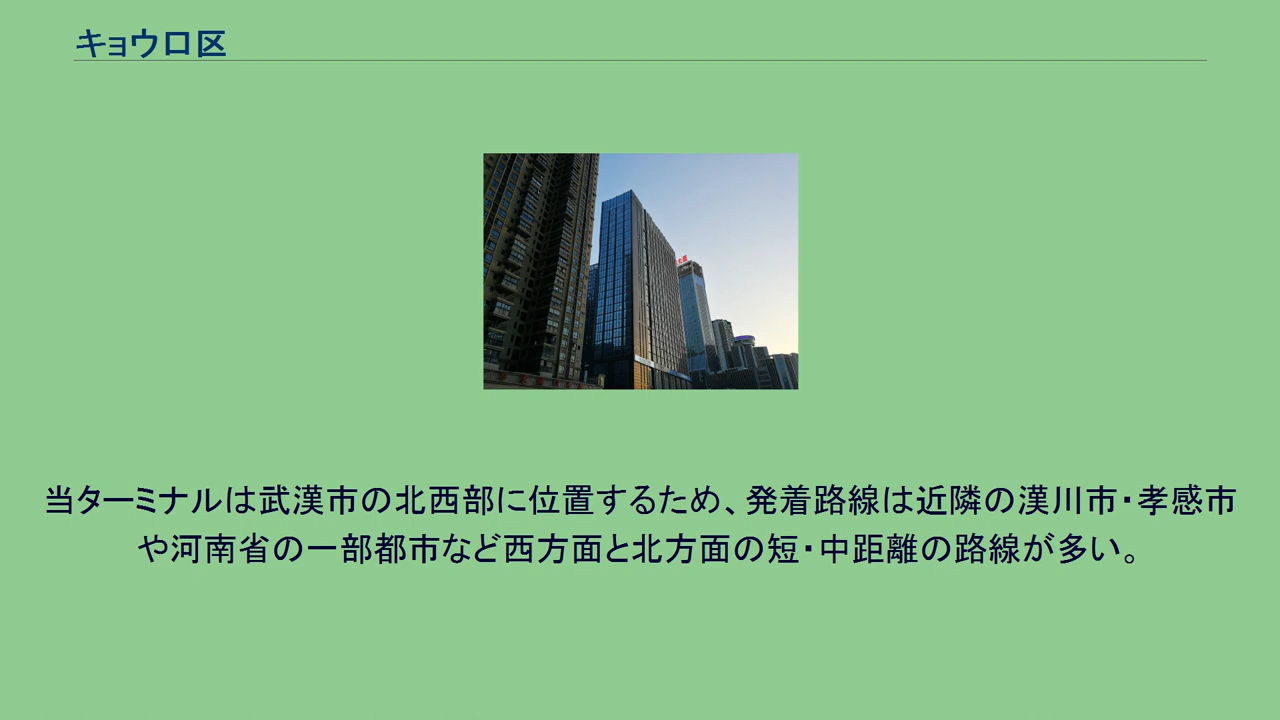 キョウ口区
当ターミナルは武漢市の北西部に位置するため、発着路線は近隣の漢川市・孝感市
や河南省の一部都市など西方面と北方面の短・中距離の路線が多い。